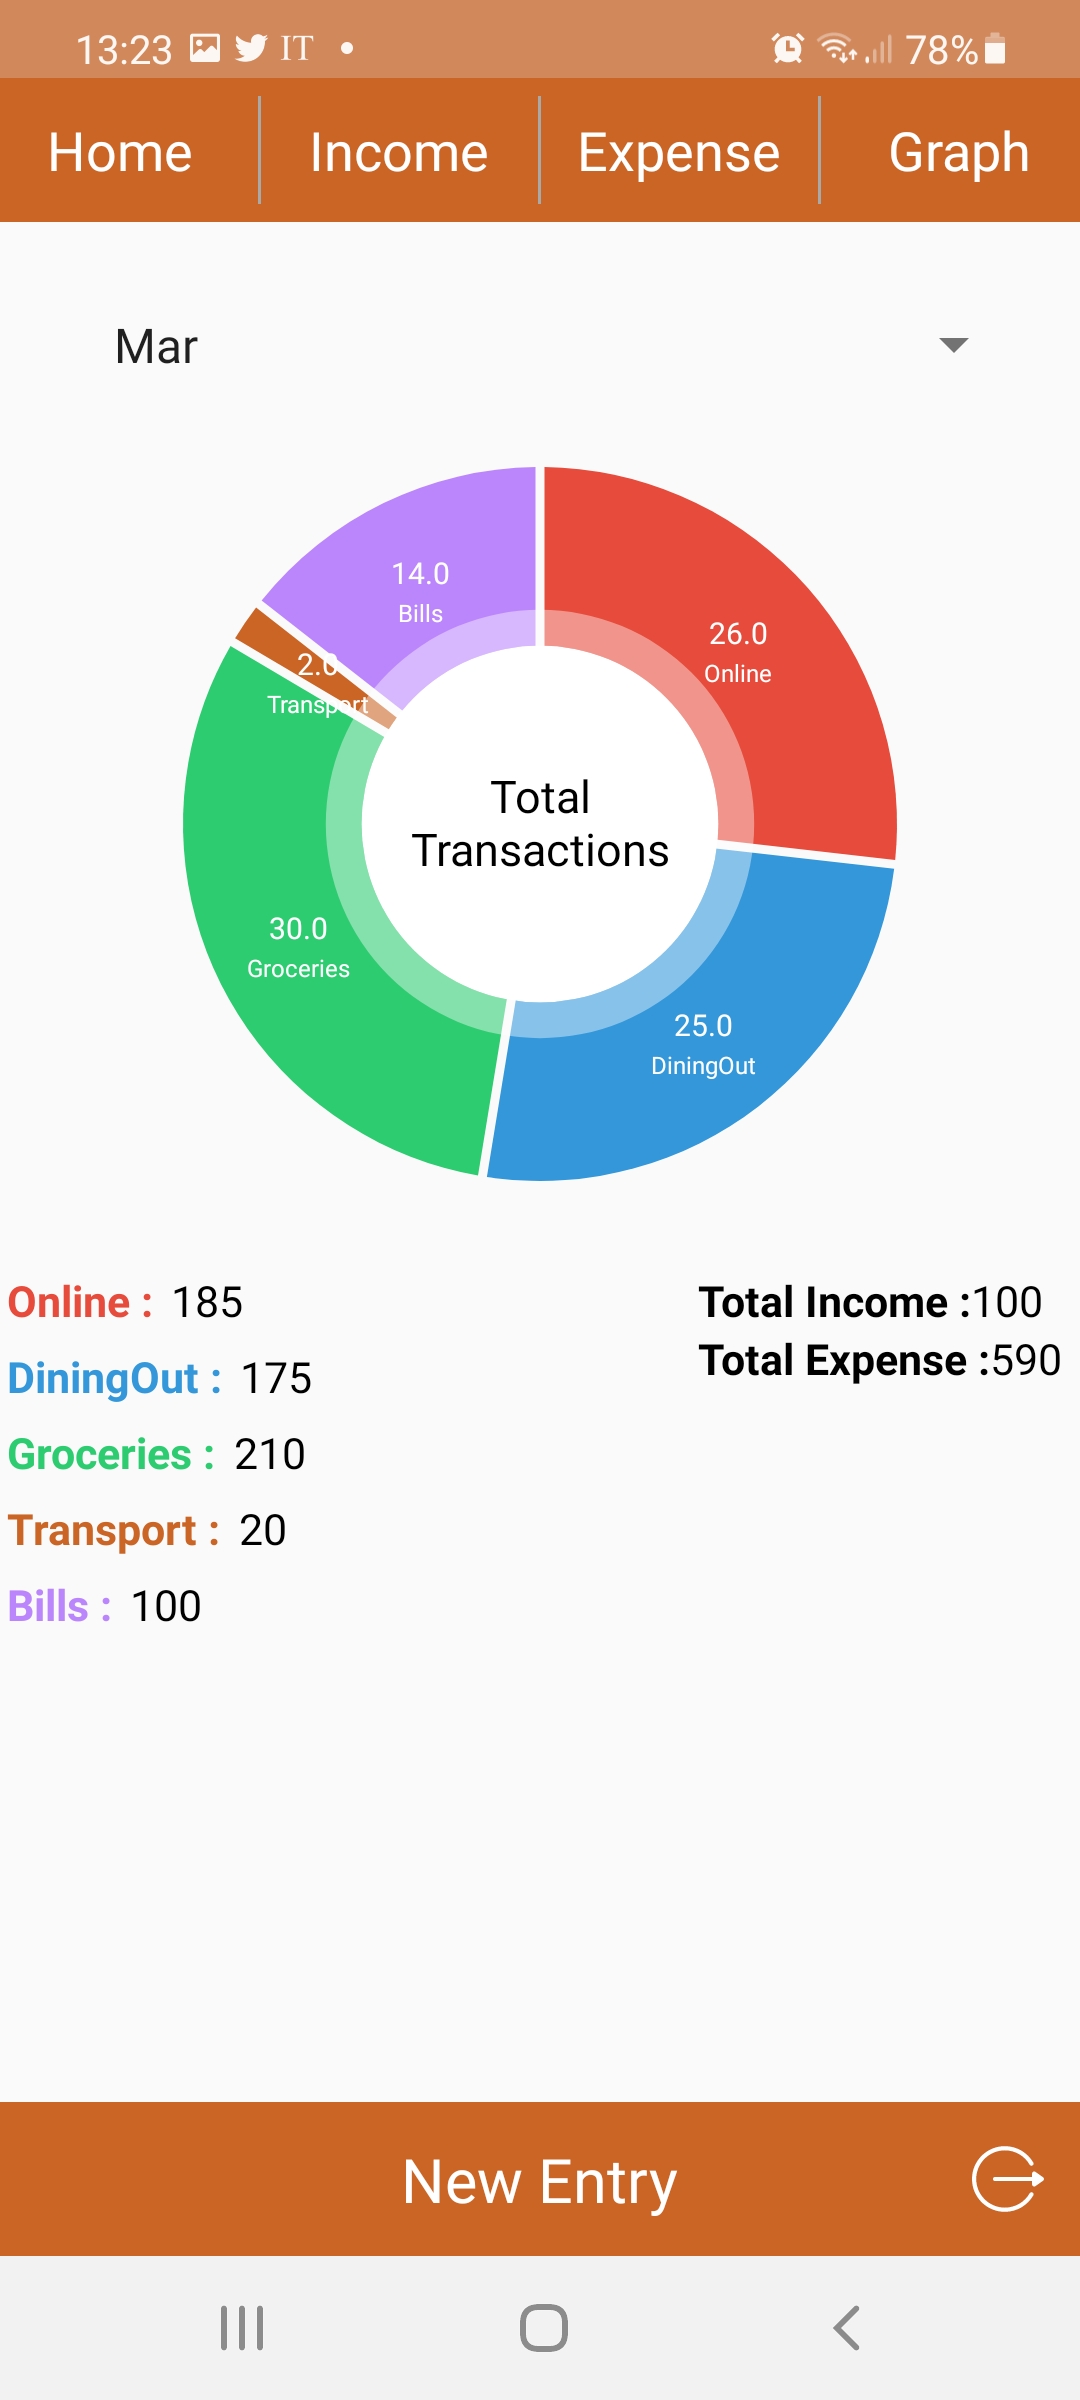 13:23 IT 78%
Home Income Expense Graph
Mar
14.0
Bills
26.0
Online
2.0
Transport
Total
Transactions
30.0
Groceries
25.0
DiningOut
Online : 185
DiningOut : 175
Groceries : 210
Transport : 20
Bills : 100
Total Income :100
Total Expense :590
New Entry